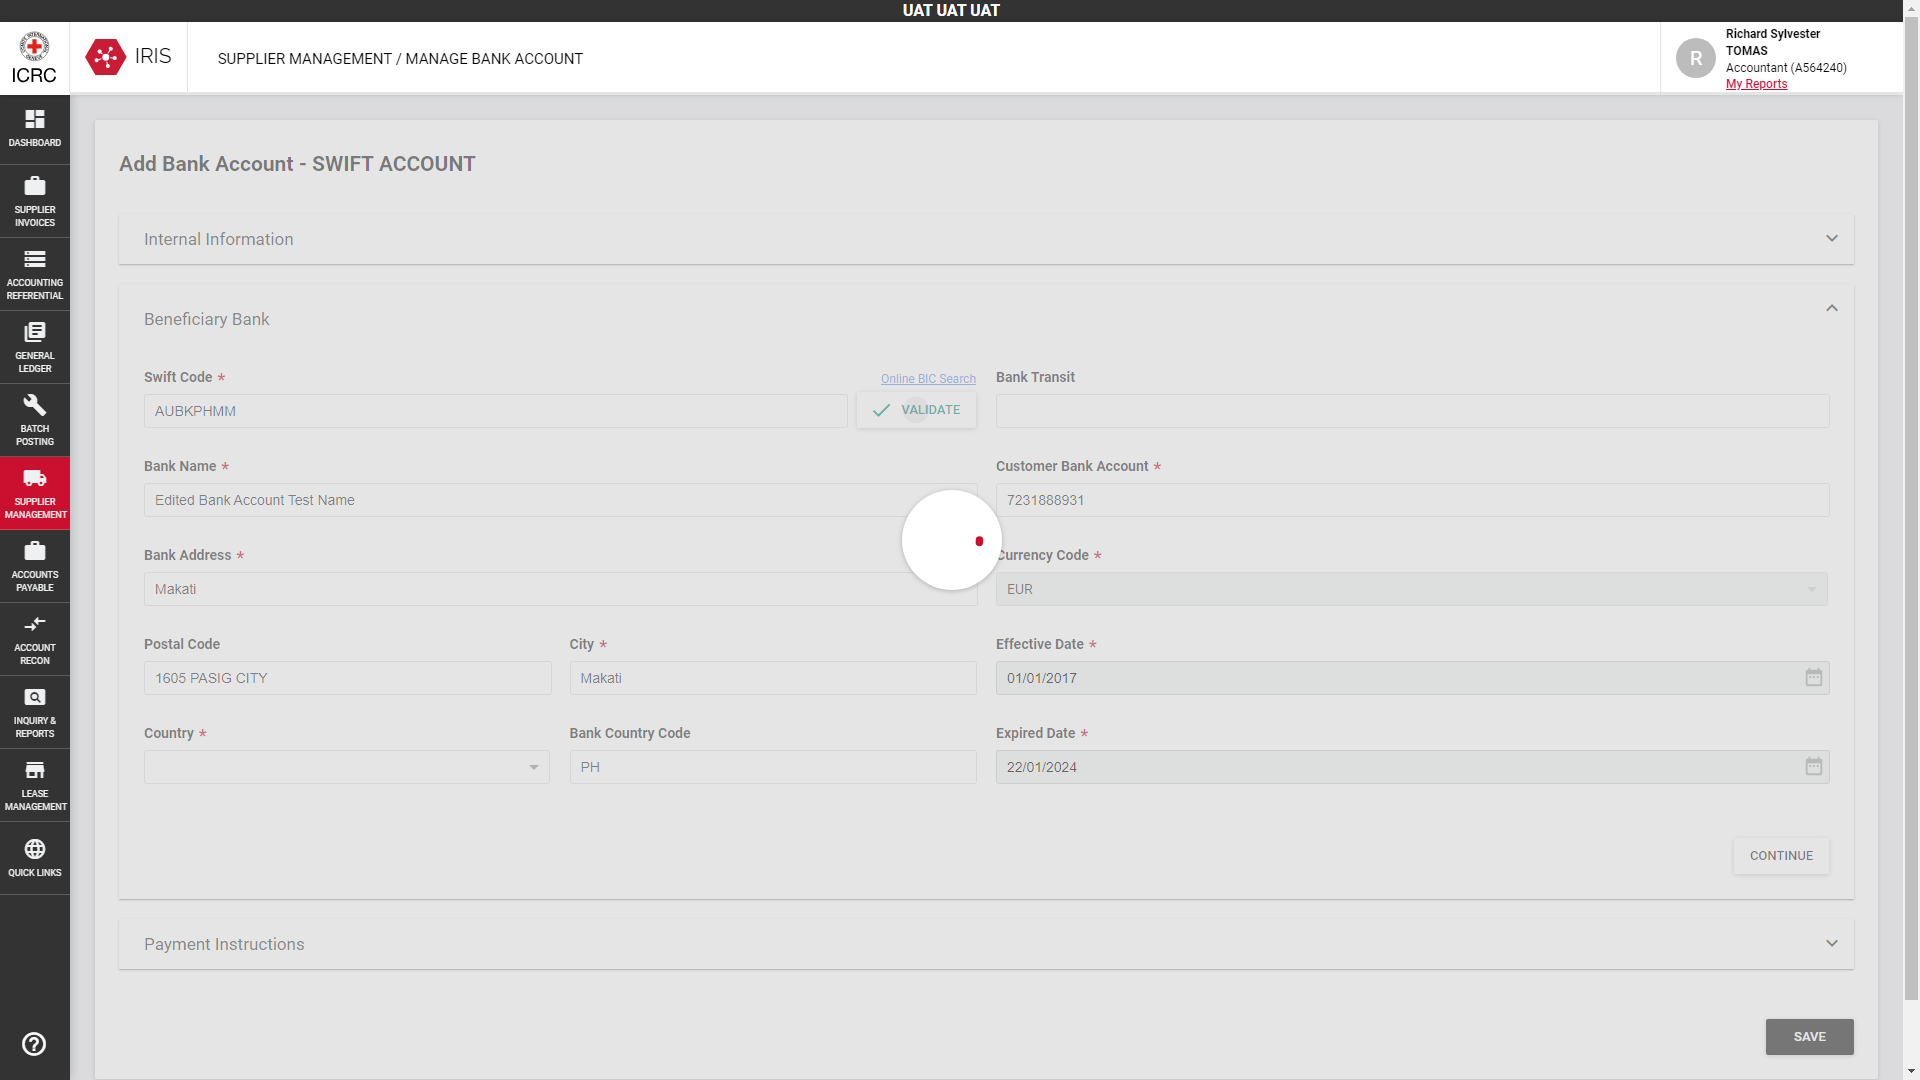 UAT UAT UAT
ICRC
IRIS
SUPPLIER MANAGEMENT / MANAGE BANK ACCOUNT
R
Richard Sylvester
TOMAS
Accountant (A564240)
My Reports
DASHBOARD
SUPPLIER
INVOICES
ACCOUNTING
REFERENTIAL
GENERAL
LEDGER
BATCH
POSTING
SUPPLIER
MANAGEMENT
ACCOUNTS
PAYABLE
ACCOUNT
RECON
INQUIRY &
REPORTS
LEASE
MANAGEMENT
QUICK LINKS
Add Bank Account - SWIFT ACCOUNT
Internal Information
Beneficiary Bank
Swift Code *
Online BIC Search
AUBKPHMM
VALIDATE
Bank Transit
Bank Name *
Edited Bank Account Test Name
Customer Bank Account *
7231888931
Bank Address *
Makati
Currency Code *
EUR
Postal Code
1605 PASIG CITY
City *
Makati
Effective Date *
01/01/2017
Country *
Bank Country Code
PH
Expired Date *
22/01/2024
CONTINUE
Payment Instructions
SAVE